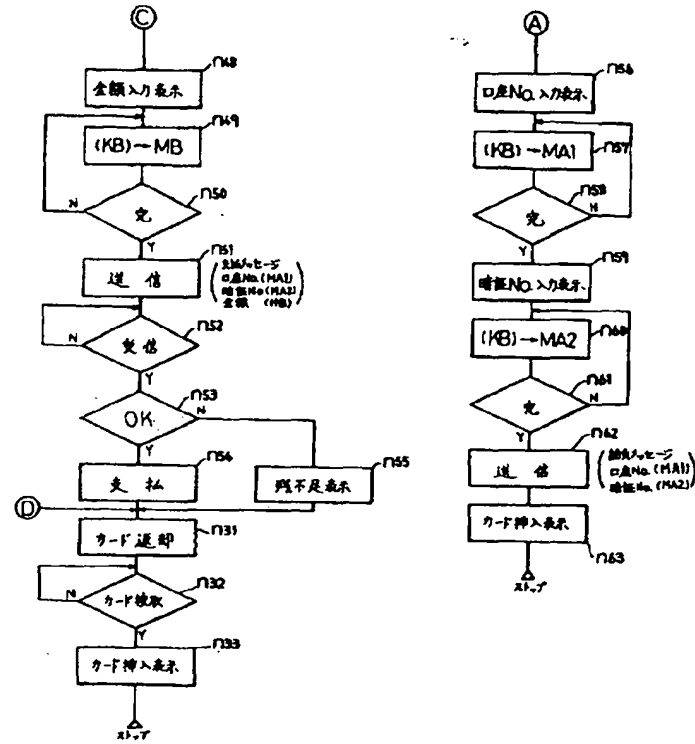 C
n48
金額入力表示
n49
(KB)→MB
n50
完
N
Y
n51
送信
支払メッセージ
口座No.(MA1)
暗証No.(MA2)
金額 (MB)
n52
受信
N
Y
n53
OK
N
Y
n54
支払
n55
残不足表示
D
n31
カード返却
n32
カード抜取
N
Y
n33
カード挿入表示
ストップ
A
n56
口座No.入力表示
n57
(KB)→MA1
n58
完
N
Y
n59
暗証No.入力表示
n60
(KB)→MA2
n61
完
Y
n62
送信
メッセージ
口座No.(MA1)
暗証No.(MA2)
カード挿入表示
n63
ストップ